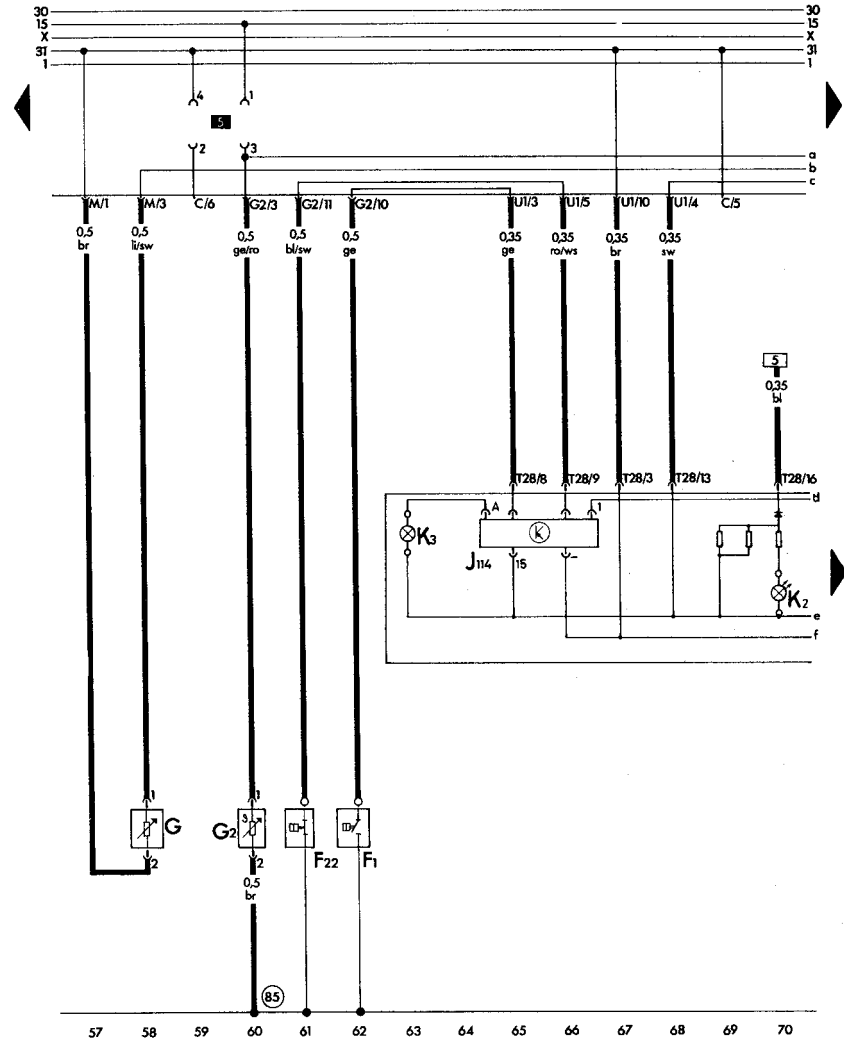 30 30
15 15
X X
31 31
1 1
4 1
5
2 3
a
b
c
M/1 M/3 C/6 G2/3 G2/11 G2/10 U1/3 U1/5 U1/10 U1/4 C/5
0,5 0,5 0,5 0,5 0,5 0,35 0,35 0,35 0,35
br li/sw ge/ro bl/sw ge ge ro/ws br sw
5
0,35
bl
T28/8 T28/9 T28/3 T28/13 T28/16
d
A 1
K3 k
J114 15 –
K2
e
f
1 1
G G2 3 F22 F1
2 2
0,5
br
85
57 58 59 60 61 62 63 64 65 66 67 68 69 70